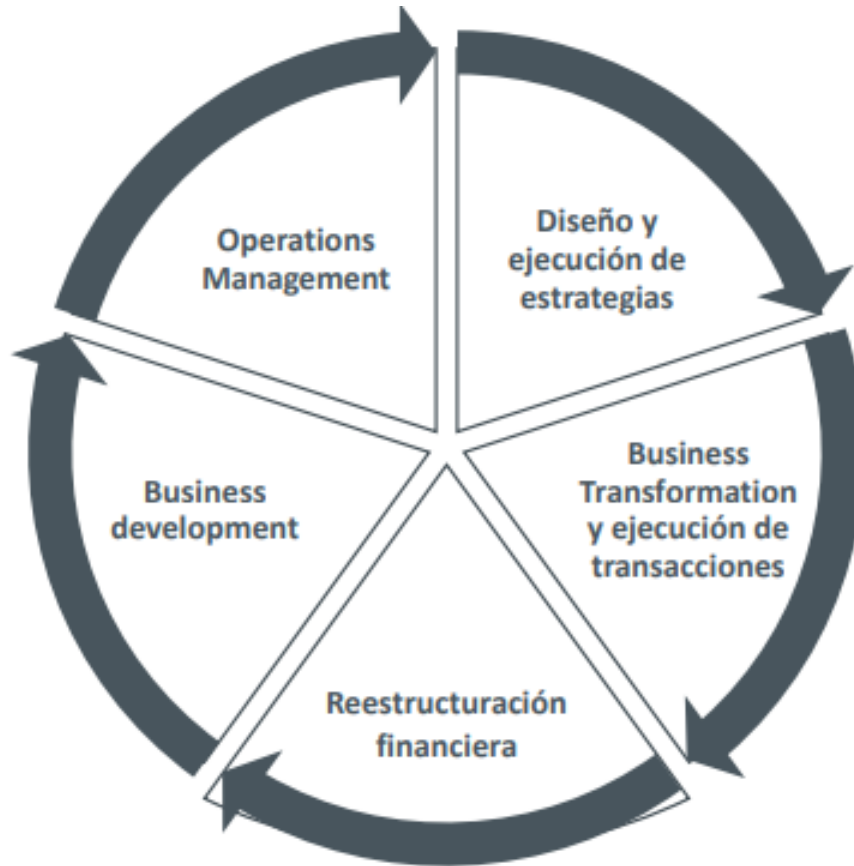 Operations
Management
Diseño y
ejecución de
estrategias
Business
Transformation
y ejecución de
transacciones
Reestructuración
financiera
Business
development